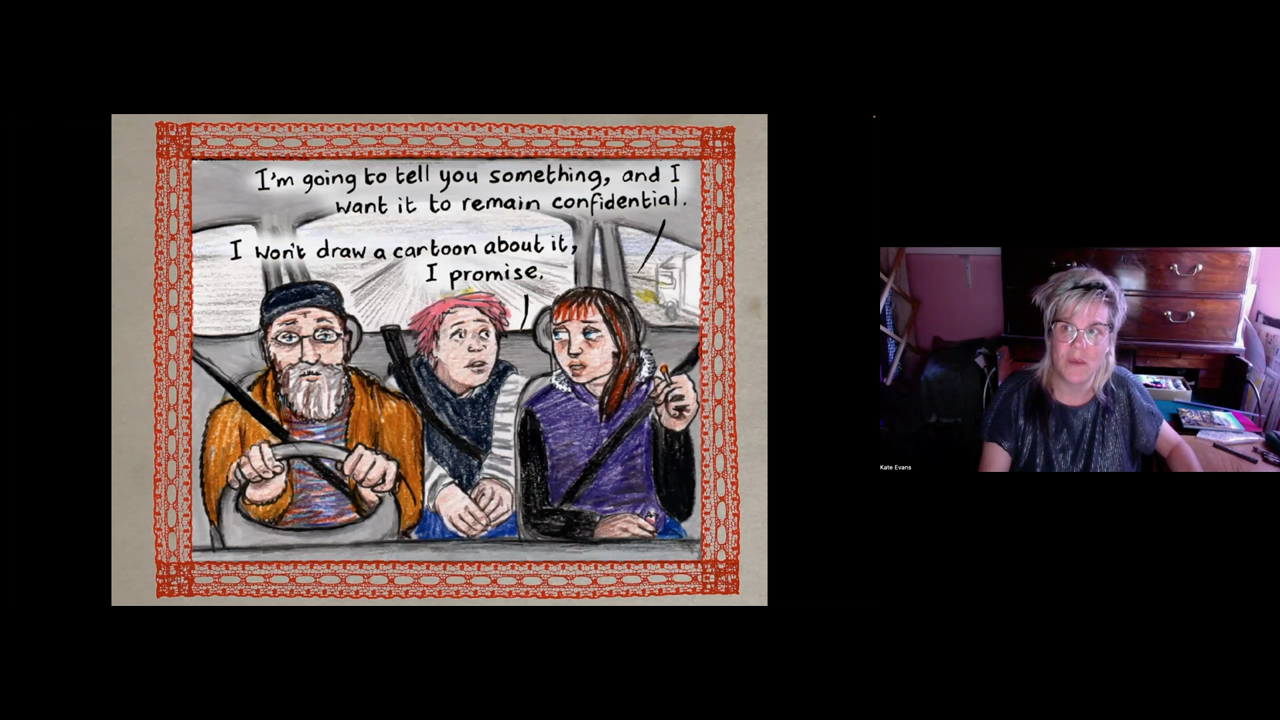 I'm going to tell you something, and I
want it to remain confidential.
I won't draw a cartoon about it,
I promise.
Kate Evans